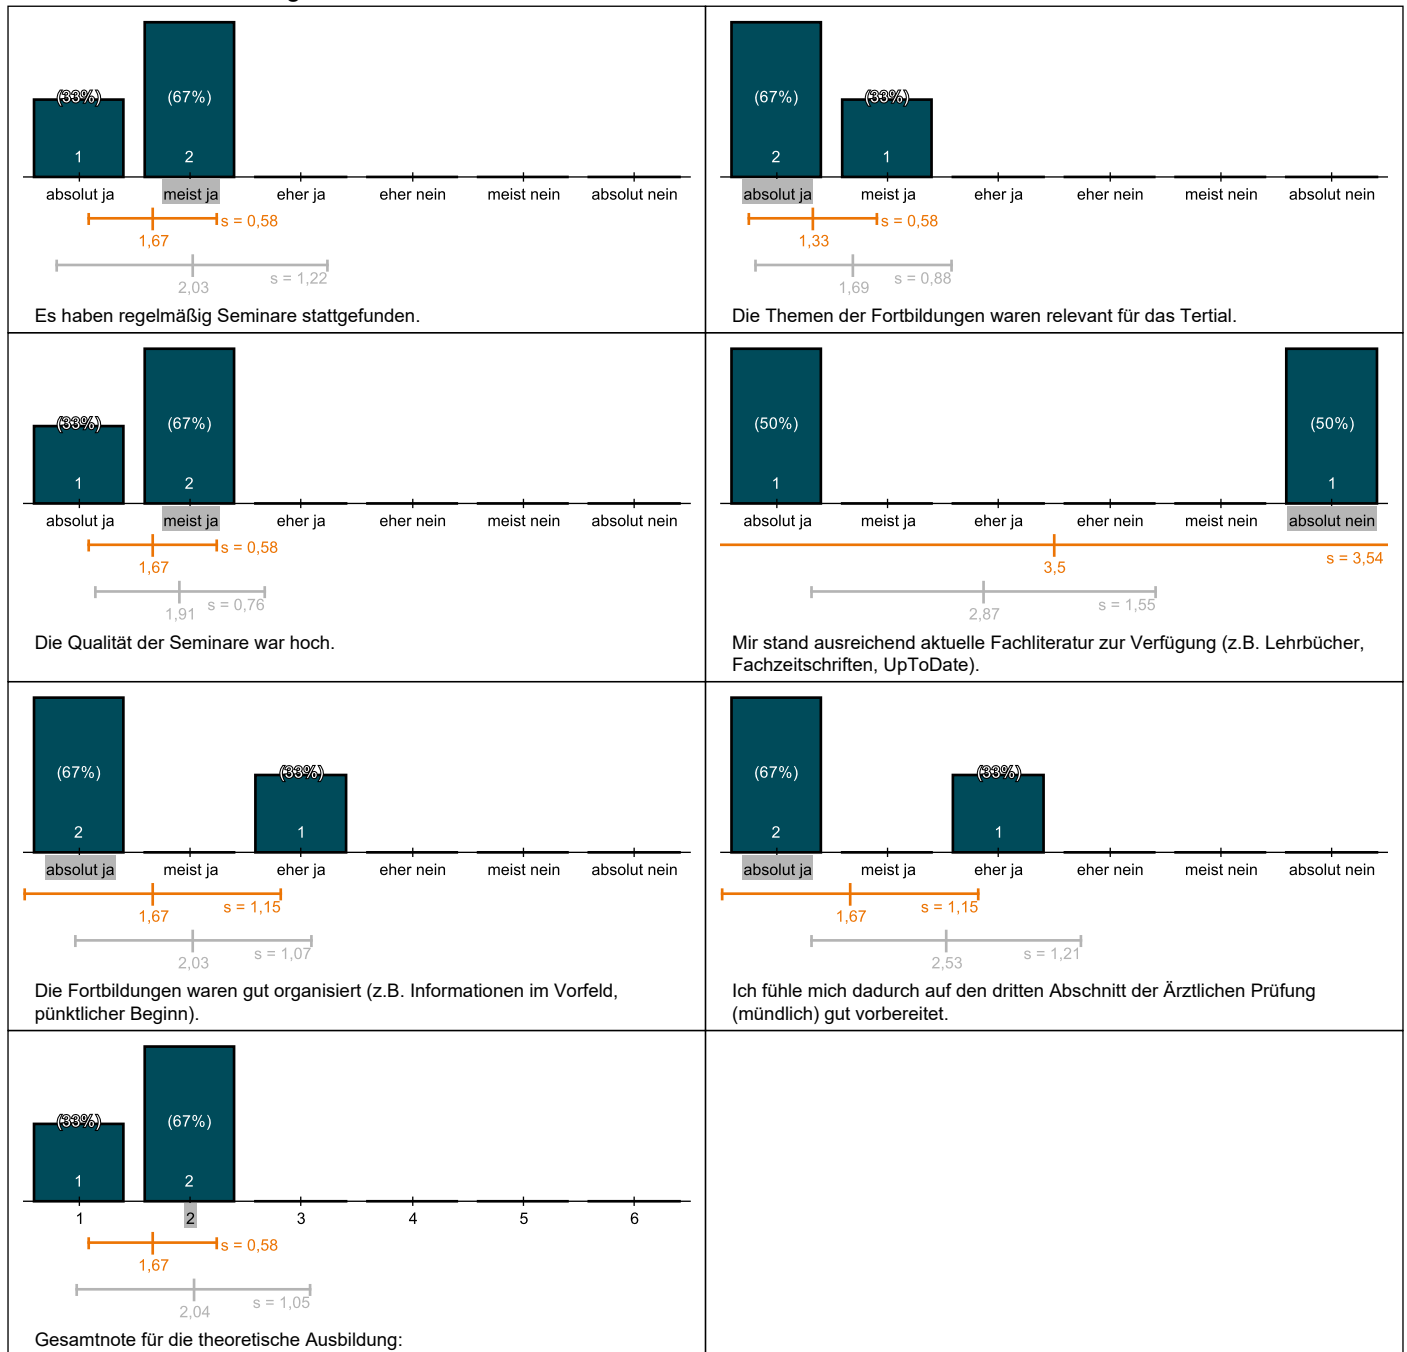 (33%)
(67%)
1
2
absolut ja
meist ja
eher ja
eher nein
meist nein
absolut nein
s = 0,58
1,67
s = 1,22
2,03
Es haben regelmäßig Seminare stattgefunden.
(67%)
(33%)
2
1
absolut ja
meist ja
eher ja
eher nein
meist nein
absolut nein
s = 0,58
1,33
s = 0,88
1,69
Die Themen der Fortbildungen waren relevant für das Tertial.
(33%)
(67%)
1
2
absolut ja
meist ja
eher ja
eher nein
meist nein
absolut nein
s = 0,58
1,67
s = 0,76
1,91
Die Qualität der Seminare war hoch.
(50%)
(50%)
1
1
absolut ja
meist ja
eher ja
eher nein
meist nein
absolut nein
s = 3,54
3,5
s = 1,55
2,87
Mir stand ausreichend aktuelle Fachliteratur zur Verfügung (z.B. Lehrbücher,
Fachzeitschriften, UpToDate).
(67%)
(33%)
2
1
absolut ja
meist ja
eher ja
eher nein
meist nein
absolut nein
s = 1,15
1,67
s = 1,07
2,03
Die Fortbildungen waren gut organisiert (z.B. Informationen im Vorfeld,
pünktlicher Beginn).
(67%)
(33%)
2
1
absolut ja
meist ja
eher ja
eher nein
meist nein
absolut nein
s = 1,15
1,67
s = 1,21
2,53
Ich fühle mich dadurch auf den dritten Abschnitt der Ärztlichen Prüfung
(mündlich) gut vorbereitet.
(33%)
(67%)
1
2
1
2
3
4
5
6
s = 0,58
1,67
s = 1,05
2,04
Gesamtnote für die theoretische Ausbildung: